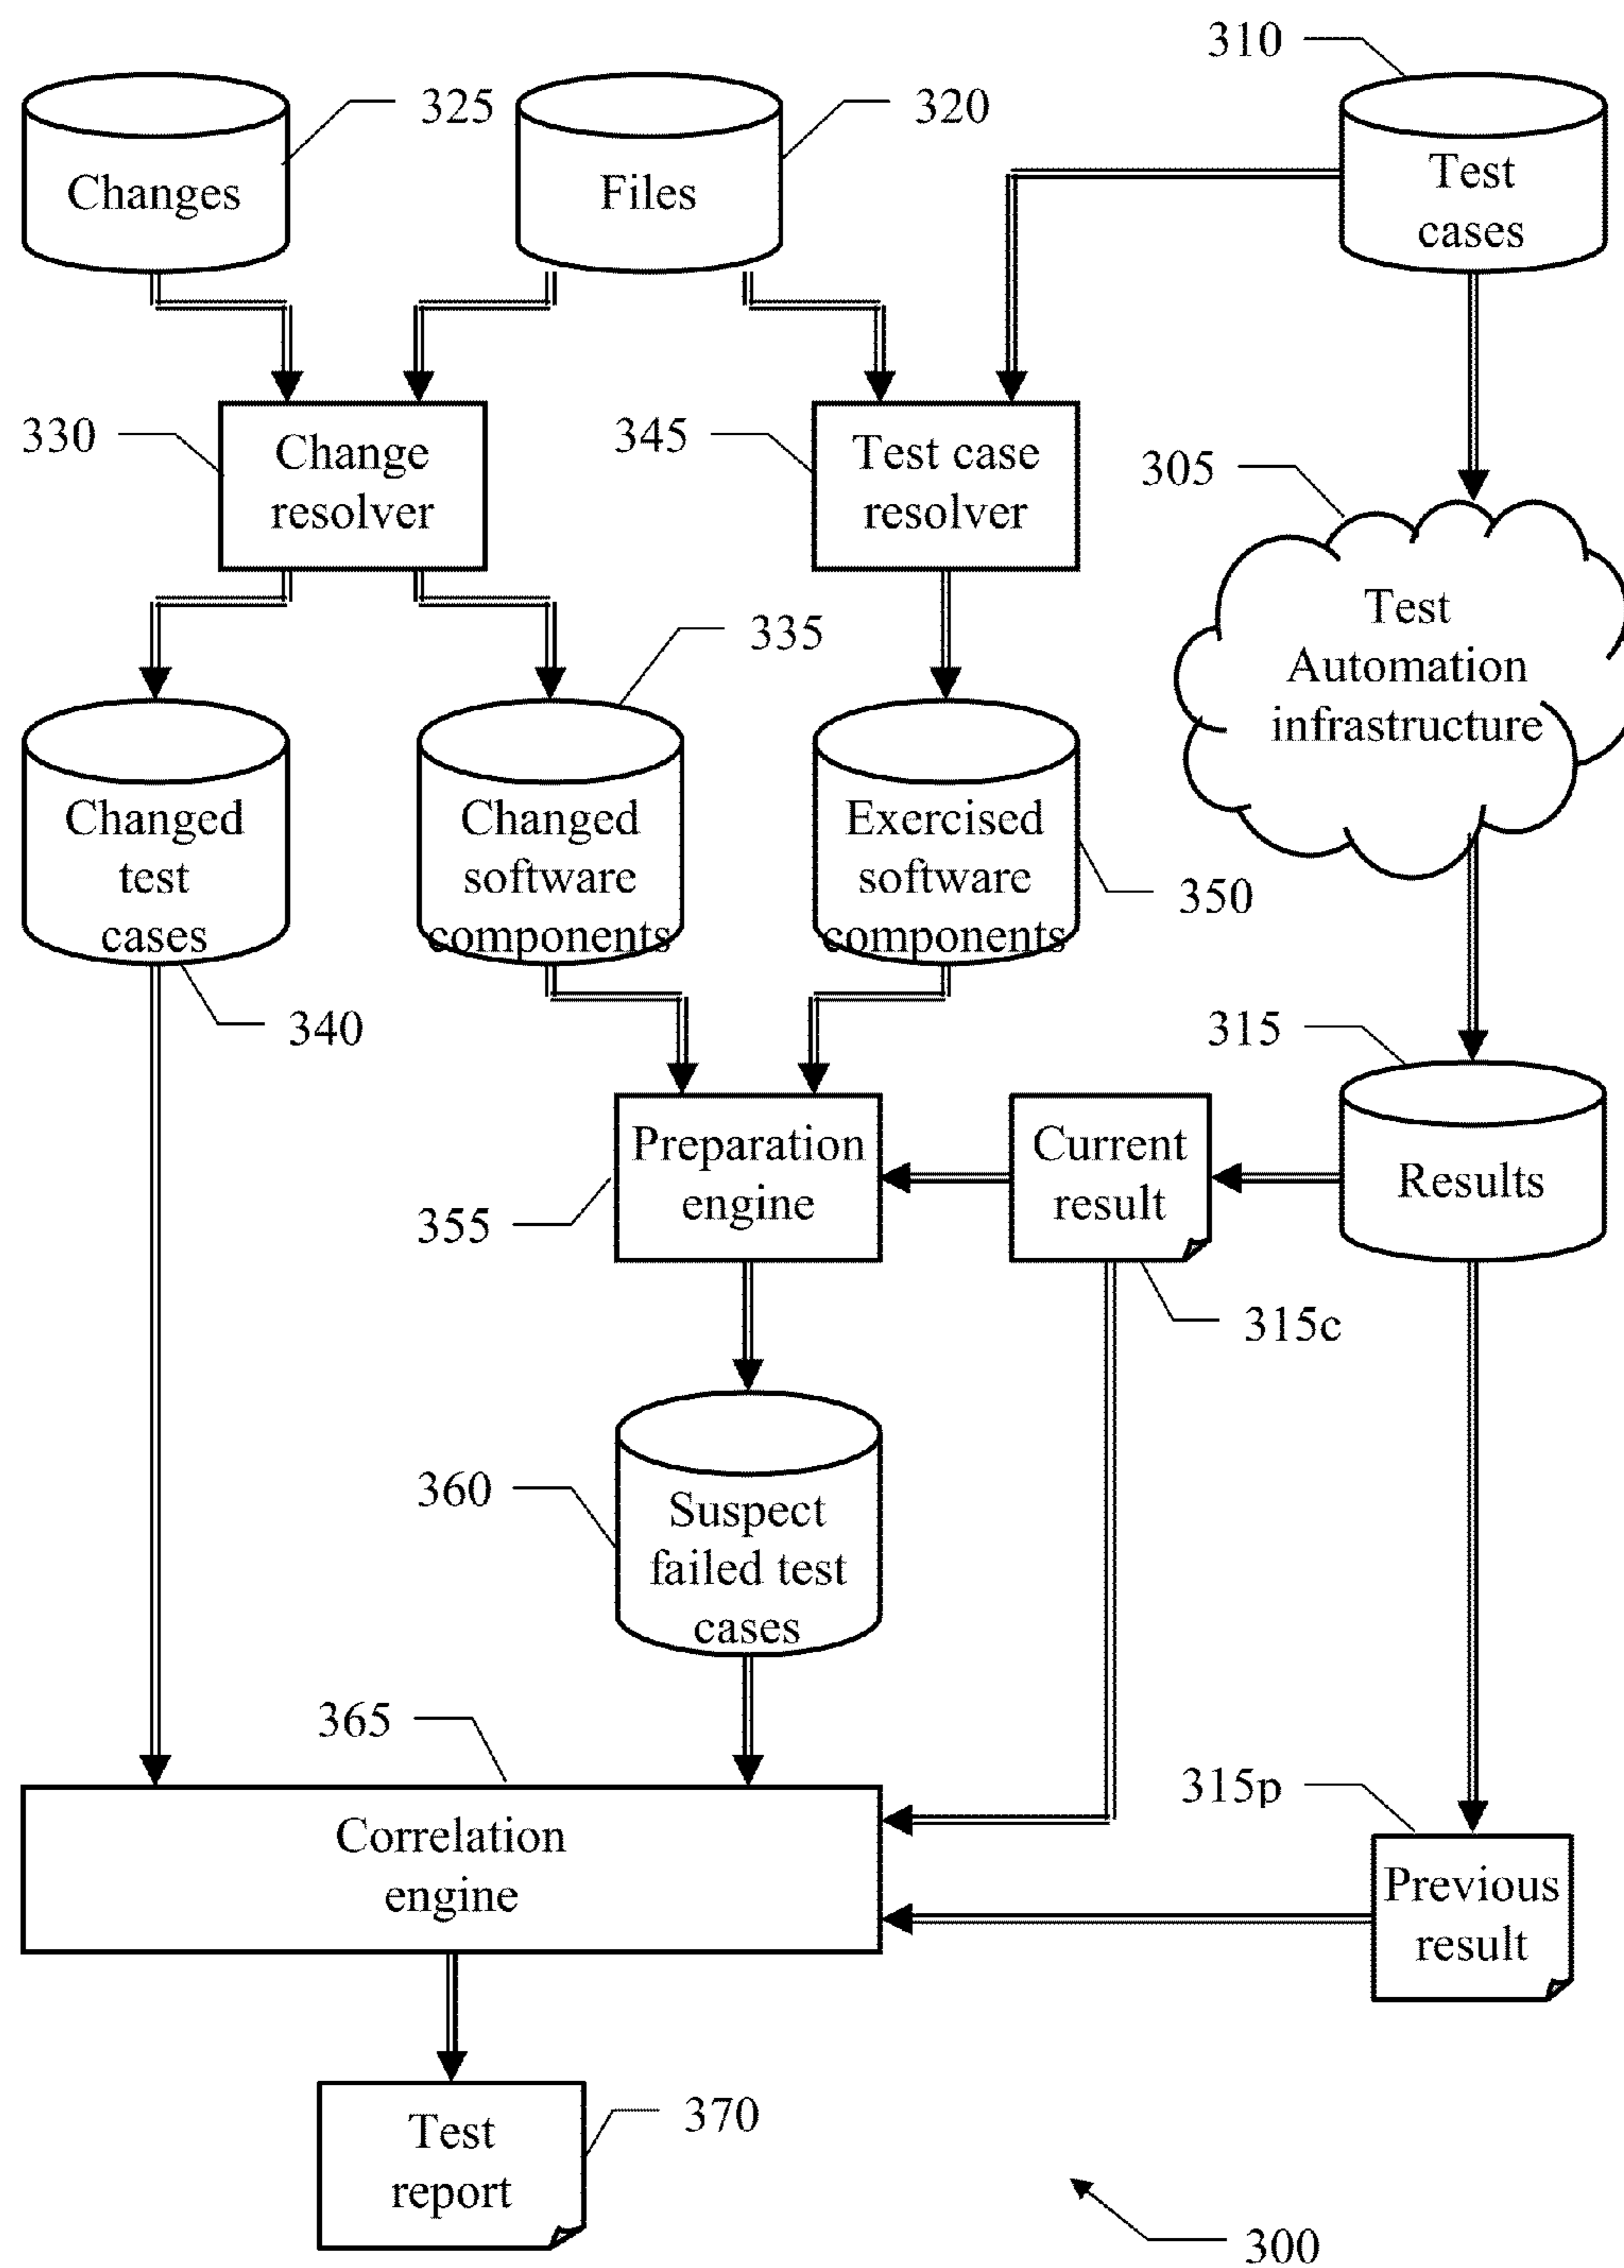 310
325
320
Changes
Files
Test
cases
330
Change
resolver
345
Test case
resolver
305
Test
Automation
infrastructure
335
Changed
test
cases
Changed
software
components
Exercised
software
components
350
340
315
Preparation
engine
Current
result
Results
355
315c
360
Suspect
failed test
cases
365
315p
Correlation
engine
Previous
result
Test
report
370
300